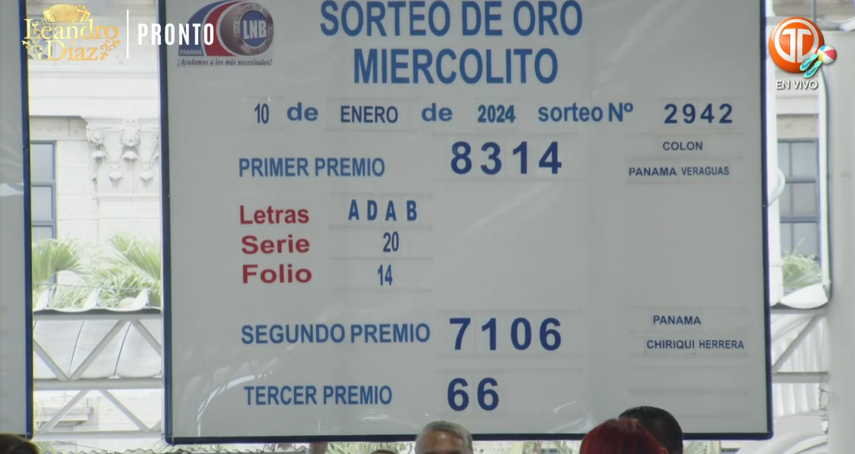 Leandro Díaz PRONTO
LNB
PANAMA
¡Ayudamos a los más necesitados!
EN VIVO
SORTEO DE ORO
MIERCOLITO
10 de ENERO de 2024 sorteo Nº 2942
PRIMER PREMIO 8314 COLON
PANAMA VERAGUAS
Letras A D A B
Serie 20
Folio 14
SEGUNDO PREMIO 7106 PANAMA
CHIRIQUI HERRERA
TERCER PREMIO 66